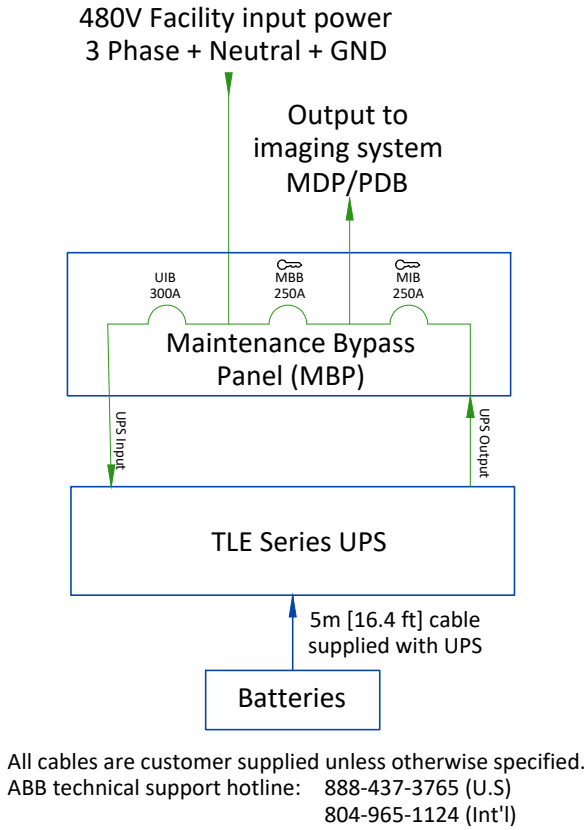 480V Facility input power
3 Phase + Neutral + GND
Output to
imaging system
MDP/PDB
UIB
300A
MBB
250A
MIB
250A
Maintenance Bypass
Panel (MBP)
UPS Input
UPS Output
TLE Series UPS
5m [16.4 ft] cable
supplied with UPS
Batteries
All cables are customer supplied unless otherwise specified.
ABB technical support hotline: 888-437-3765 (U.S)
804-965-1124 (Int'l)